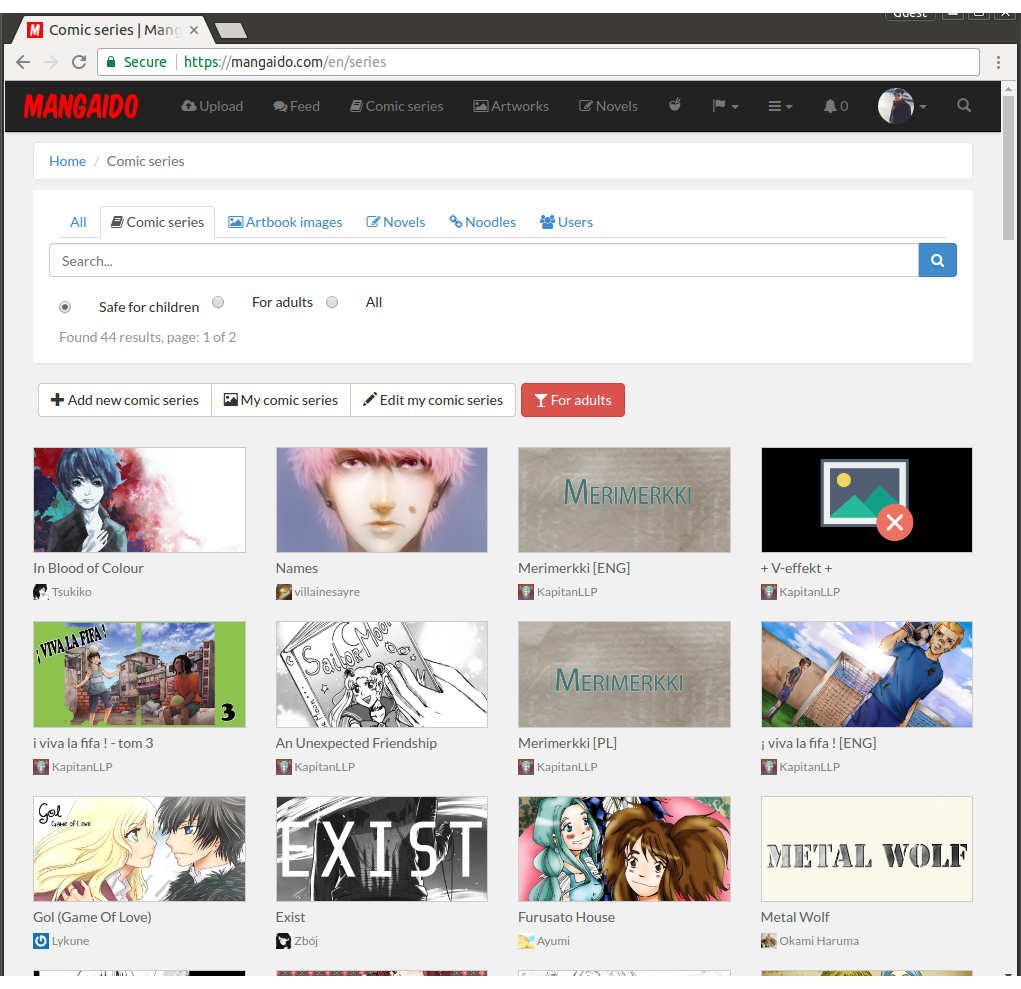 Guest
Comic series | Mang
Secure | https://mangaido.com/en/series
MANGAIDO Upload Feed Comic series Artworks Novels 0
Home / Comic series
All Comic series Artbook images Novels Noodles Users
Search...
Safe for children For adults All
Found 44 results, page: 1 of 2
Add new comic series My comic series Edit my comic series For adults
MERIMERKKI
In Blood of Colour Names Merimerkki [ENG] + V-effekt +
Tsukiko villainesayre KapitanLLP KapitanLLP
¡ VIVA LA FIFA !
Sailor Moon
MERIMERKKI
3
i viva la fifa ! - tom 3 An Unexpected Friendship Merimerkki [PL] ¡ viva la fifa ! [ENG]
KapitanLLP KapitanLLP KapitanLLP KapitanLLP
Gol
Game of Love
EXIST
METAL WOLF
Gol (Game Of Love) Exist Furusato House Metal Wolf
Lykune Zbój Ayumi Okami Haruma